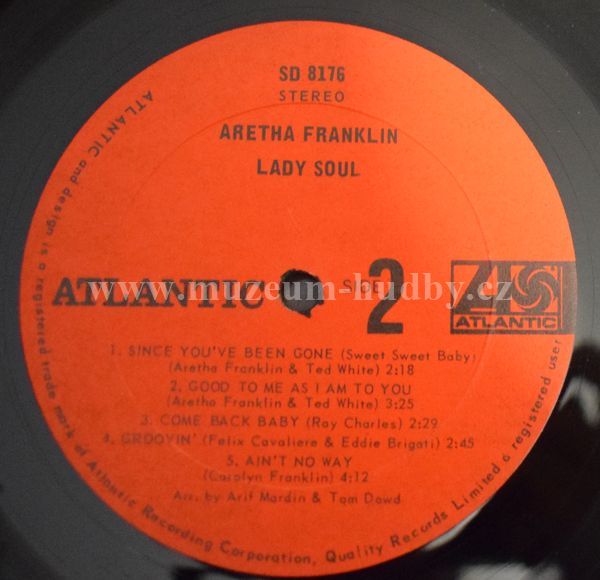 SD 8176
STEREO
ARETHA FRANKLIN
LADY SOUL
ATLANTIC
SIDE 2
ATLANTIC
www.muzeum-hudby.cz
1. SINCE YOU'VE BEEN GONE (Sweet Sweet Baby)
(Aretha Franklin & Ted White) 2:18
2. GOOD TO ME AS I AM TO YOU
(Aretha Franklin & Ted White) 3:25
3. COME BACK BABY (Ray Charles) 2:29
4. GROOVIN' (Felix Cavaliere & Eddie Brigati) 2:45
5. AIN'T NO WAY
(Carolyn Franklin) 4:12
Arr. by Arif Mardin & Tom Dowd
ATLANTIC and design is a registered trade mark of Atlantic Recording Corporation, Quality Records Limited a registered user